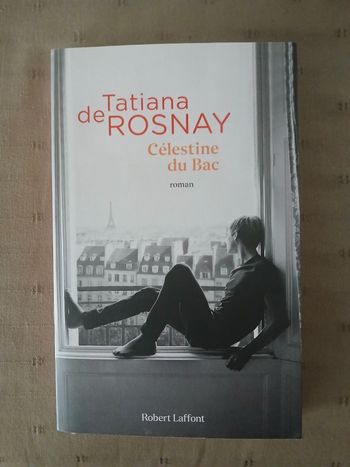 Tatiana
de ROSNAY
Célestine
du Bac
roman
Robert Laffont